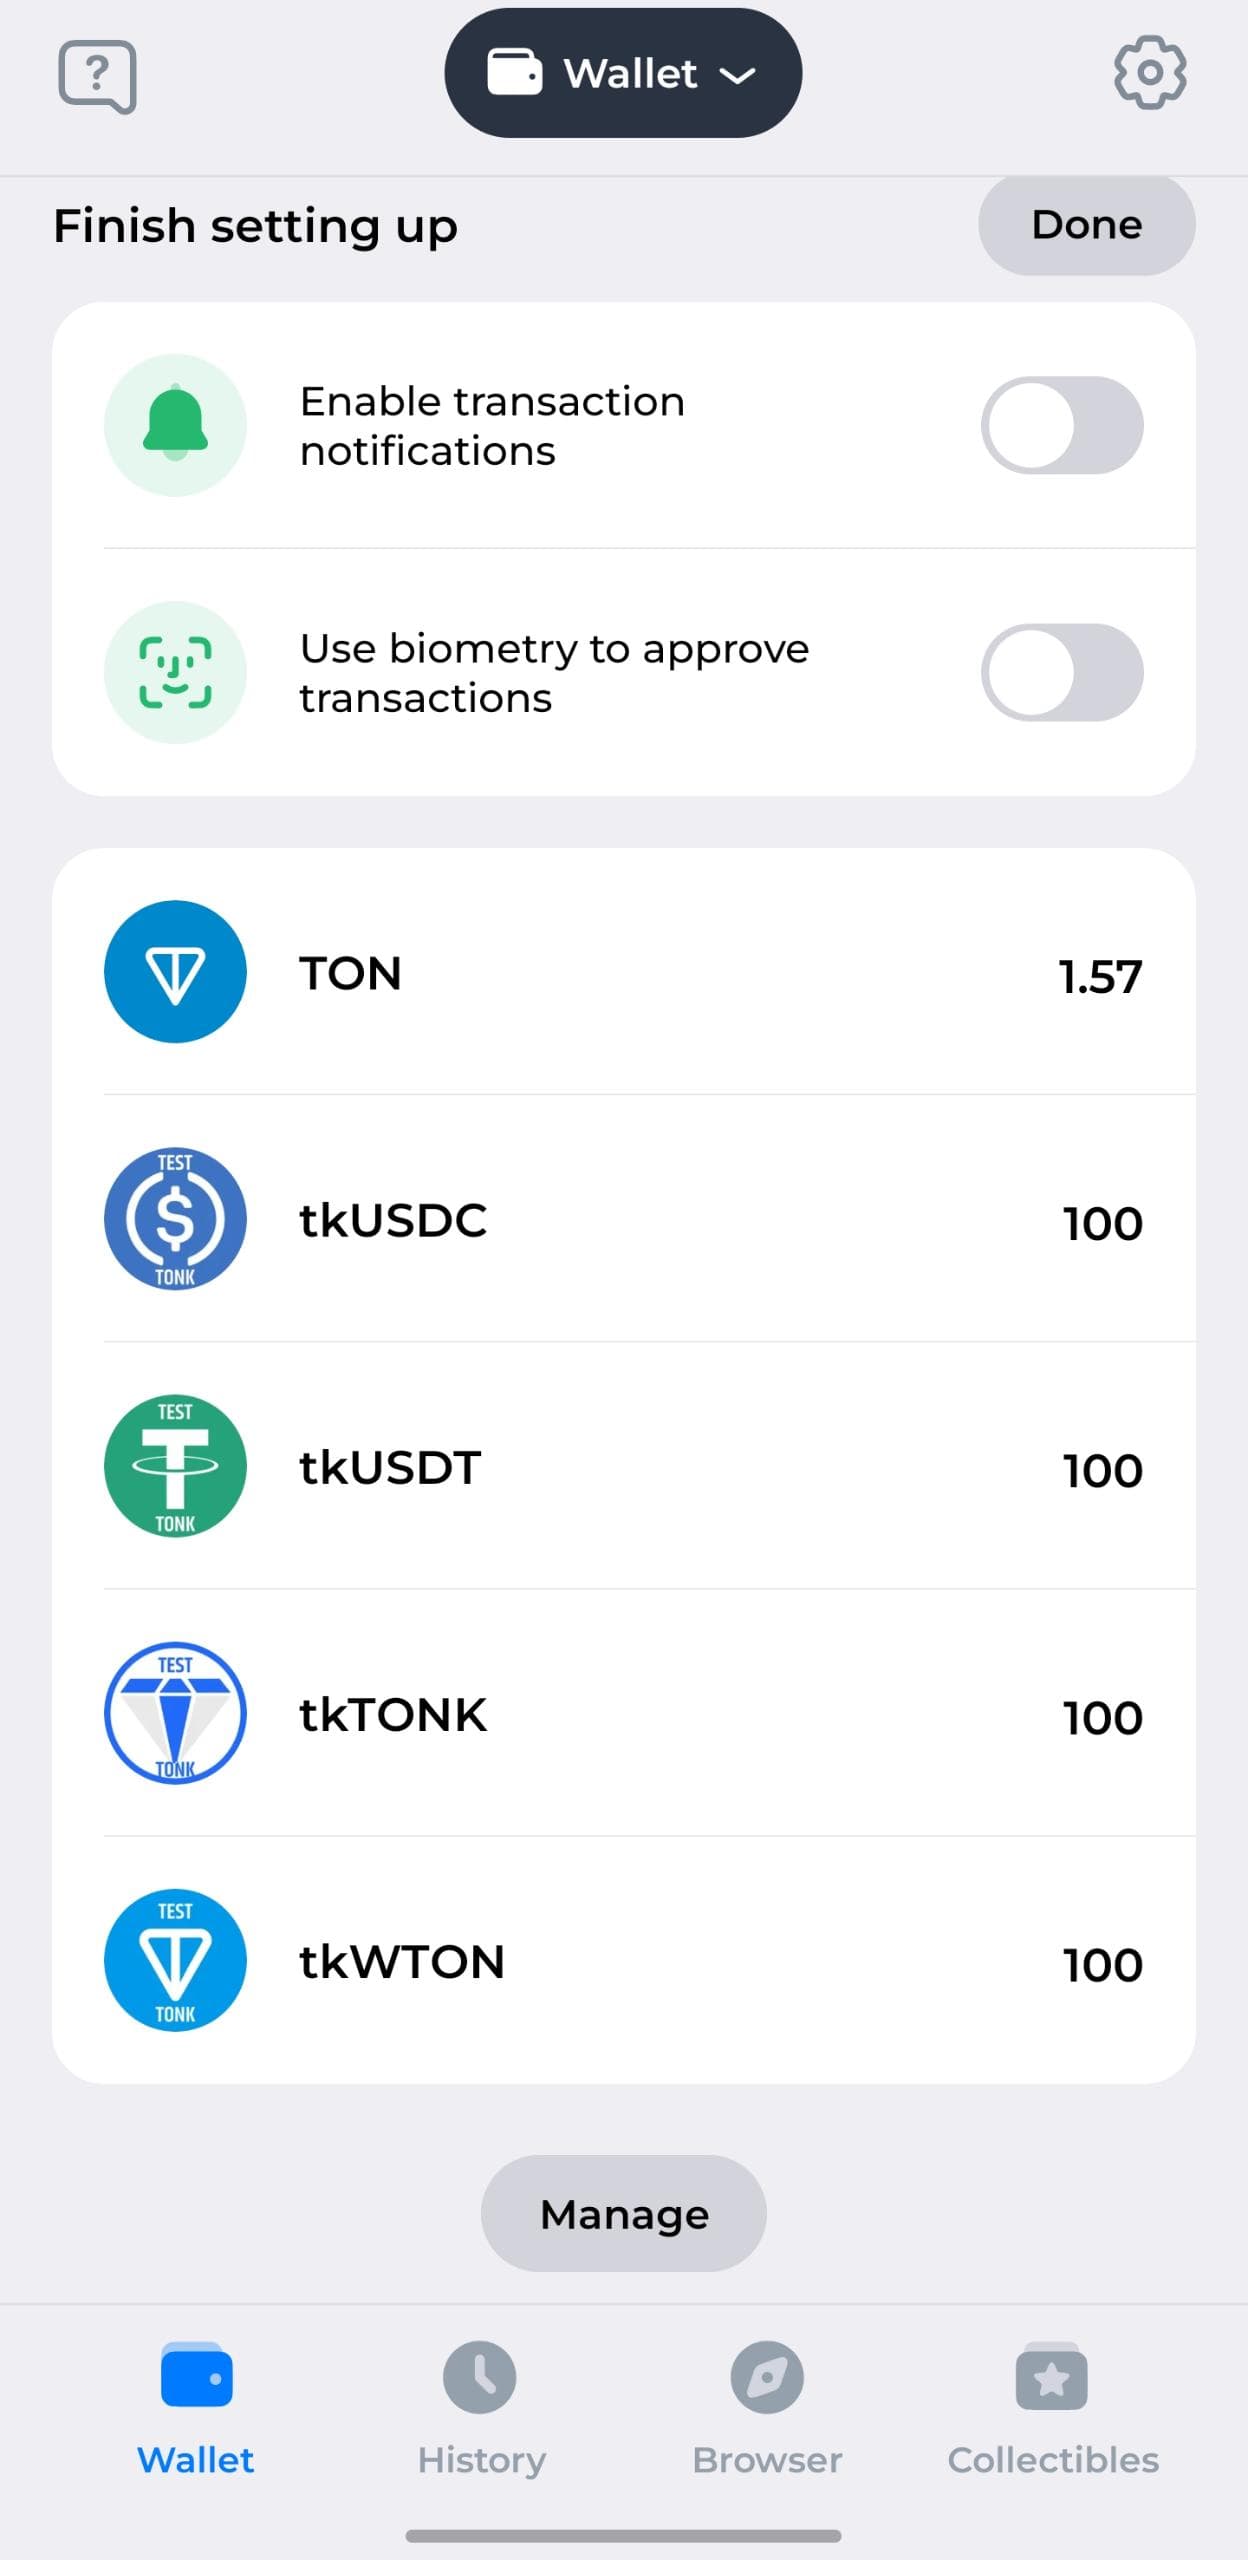 ?
Wallet
Finish setting up
Done
Enable transaction
notifications
Use biometry to approve
transactions
TON
1.57
TEST
$
TONK
tkUSDC
100
TEST
T
TONK
tkUSDT
100
TEST
TONK
tkTONK
100
TEST
TONK
tkWTON
100
Manage
Wallet
History
Browser
Collectibles